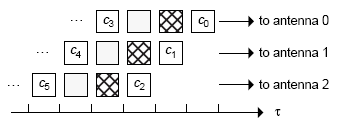 ... c3 c0 to antenna 0
... c4 c1 to antenna 1
... c5 c2 to antenna 2
τ